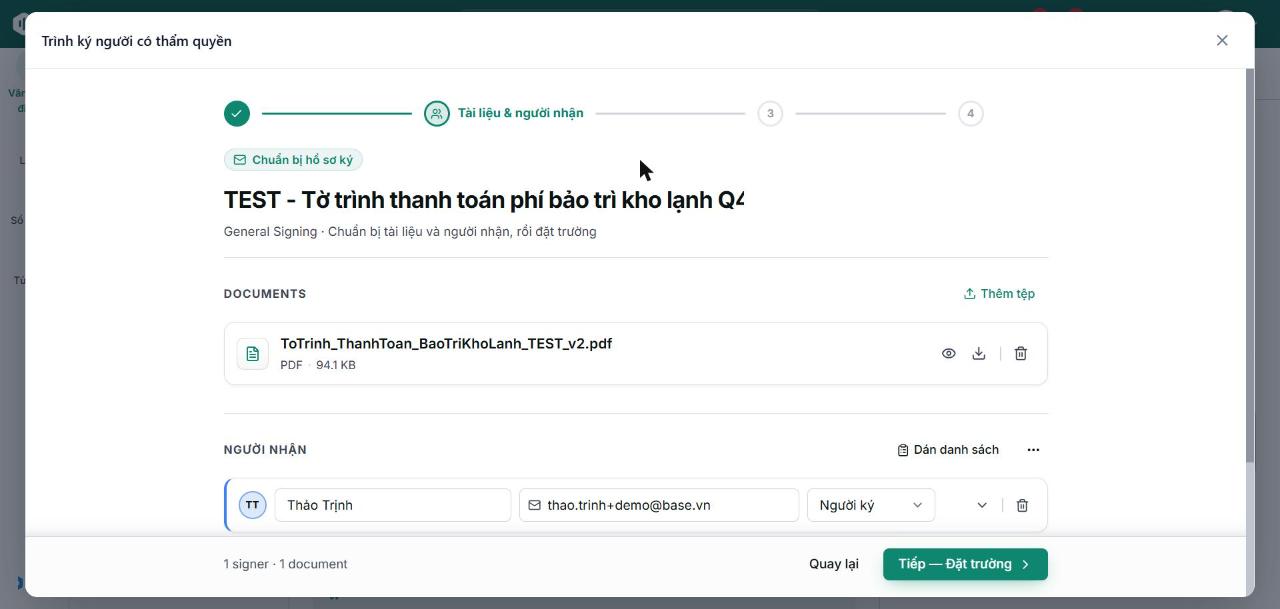 Trình ký người có thẩm quyền
Tài liệu & người nhận
3
4
Chuẩn bị hồ sơ ký
TEST - Tờ trình thanh toán phí bảo trì kho lạnh Q4
General Signing · Chuẩn bị tài liệu và người nhận, rồi đặt trường
DOCUMENTS
Thêm tệp
ToTrinh_ThanhToan_BaoTriKhoLanh_TEST_v2.pdf
PDF · 94.1 KB
NGƯỜI NHẬN
Dán danh sách
TT
Thảo Trịnh
thao.trinh+demo@base.vn
Người ký
1 signer · 1 document
Quay lại
Tiếp — Đặt trường